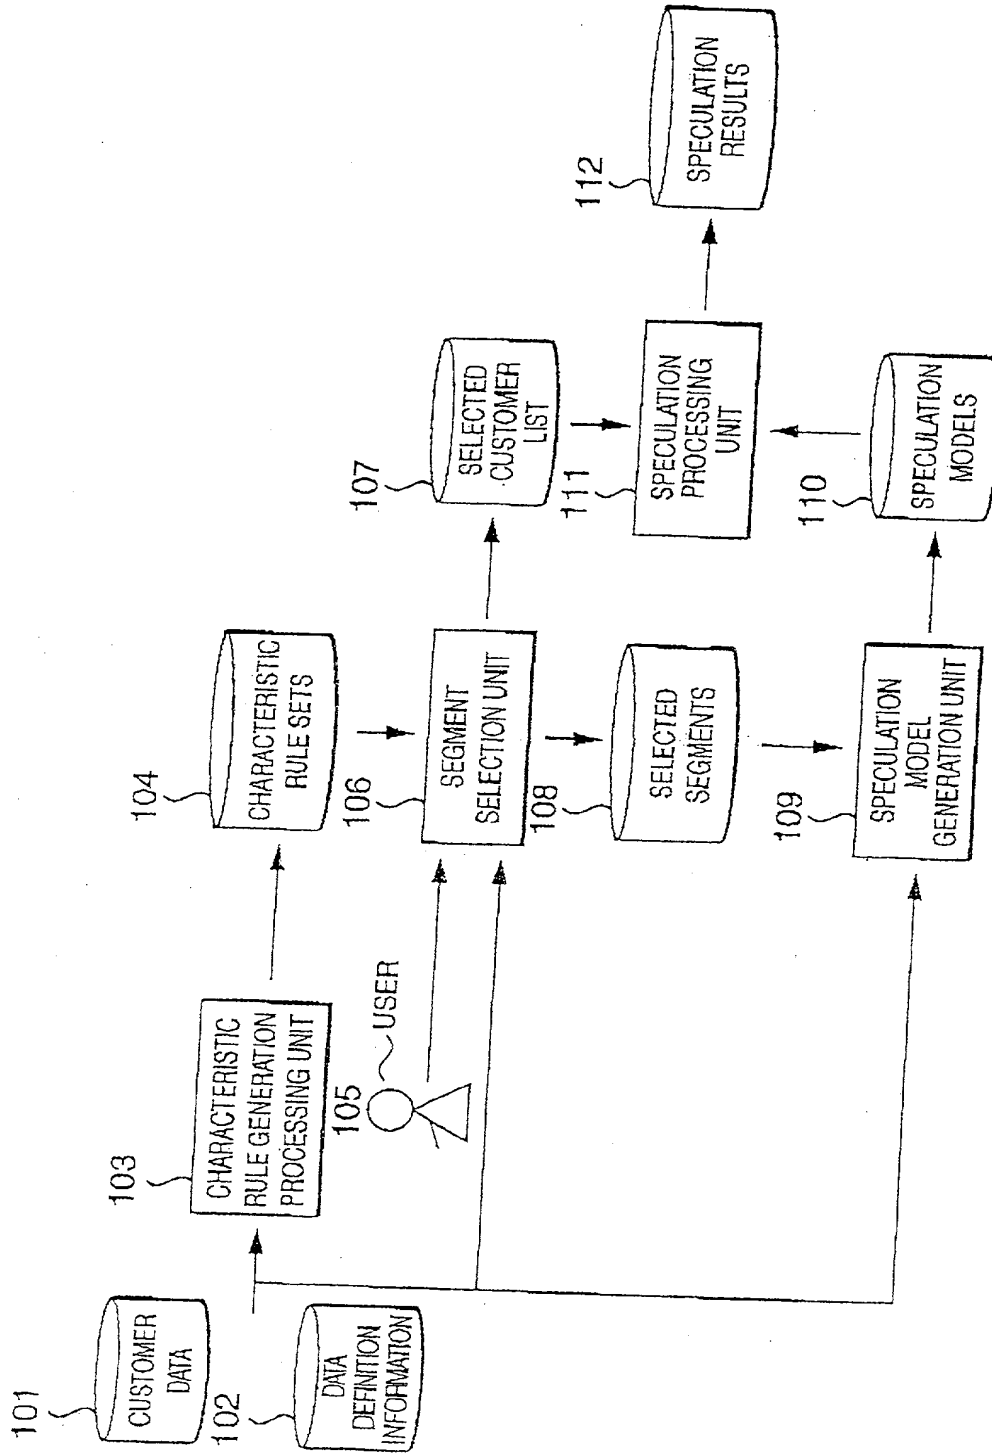 101
CUSTOMER
DATA
102
DATA
DEFINITION
INFORMATION
103
CHARACTERISTIC
RULE GENERATION
PROCESSING UNIT
104
CHARACTERISTIC
RULE SETS
105
USER
106
SEGMENT
SELECTION UNIT
107
SELECTED
CUSTOMER
LIST
108
SELECTED
SEGMENTS
109
SPECULATION
MODEL
GENERATION UNIT
110
SPECULATION
MODELS
111
SPECULATION
PROCESSING
UNIT
112
SPECULATION
RESULTS